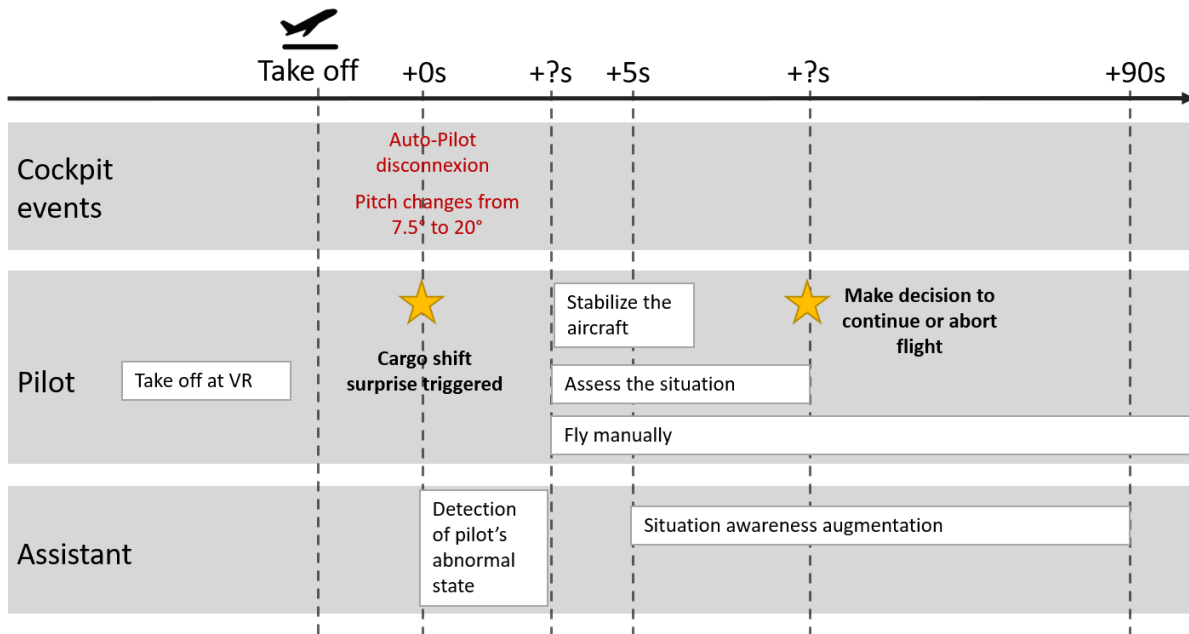 Take off
+0s
+?s
+5s
+?s
+90s
Cockpit
events
Auto-Pilot
disconnexion
Pitch changes from
7.5° to 20°
Pilot
Take off at VR
Cargo shift
surprise triggered
Stabilize the
aircraft
Make decision to
continue or abort
flight
Assess the situation
Fly manually
Assistant
Detection
of pilot's
abnormal
state
Situation awareness augmentation